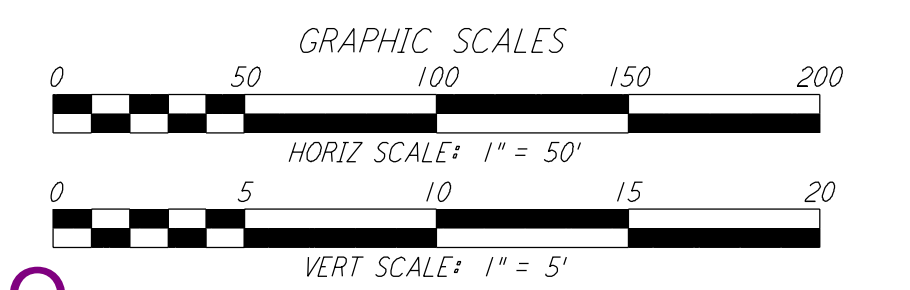 GRAPHIC SCALES
0 50 100 150 200
HORIZ SCALE: 1" = 50'
0 5 10 15 20
VERT SCALE: 1" = 5'